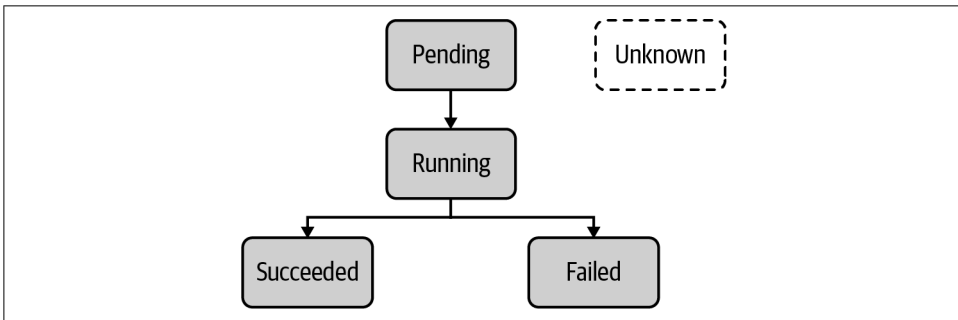 Pending
Unknown
Running
Succeeded
Failed